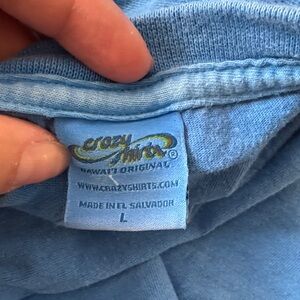 Crazy
Shirts®
HAWAI'I ORIGINAL
WWW.CRAZYSHIRTS.COM
MADE IN EL SALVADOR
L